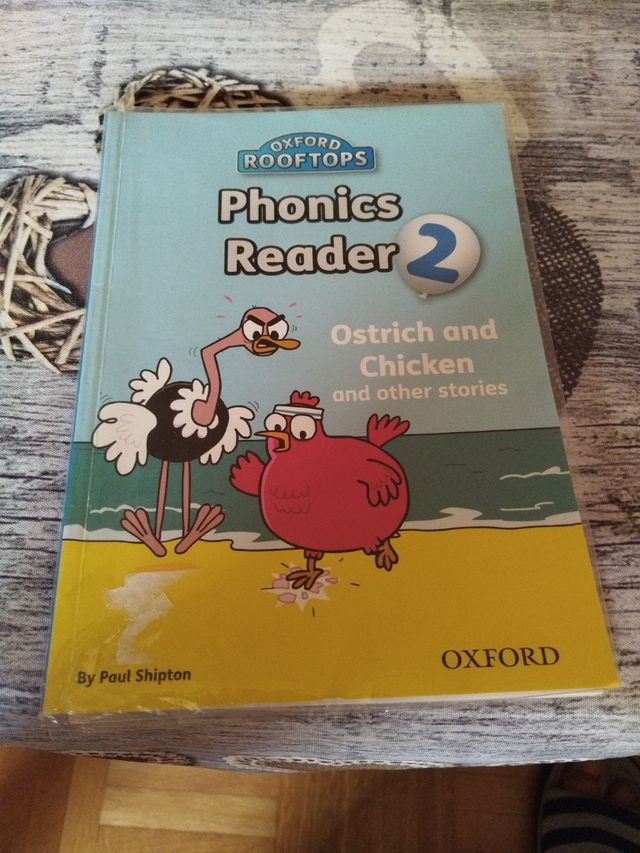 OXFORD
ROOFTOPS
Phonics
Reader 2
Ostrich and
Chicken
and other stories
By Paul Shipton
OXFORD